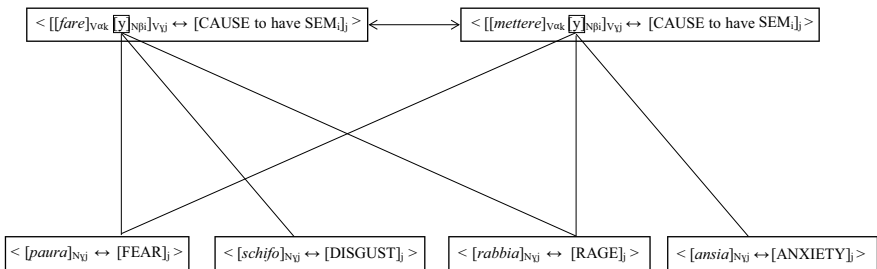 < [[fare]Vαk [y]Nβi]Vγj ↔ [CAUSE to have SEMi]j >
< [[mettere]Vαk [y]Nβi]Vγj ↔ [CAUSE to have SEMi]j >
< [paura]Nγj ↔ [FEAR]j >
< [schifo]Nγj ↔ [DISGUST]j >
< [rabbia]Nγj ↔ [RAGE]j >
< [ansia]Nγj ↔ [ANXIETY]j >